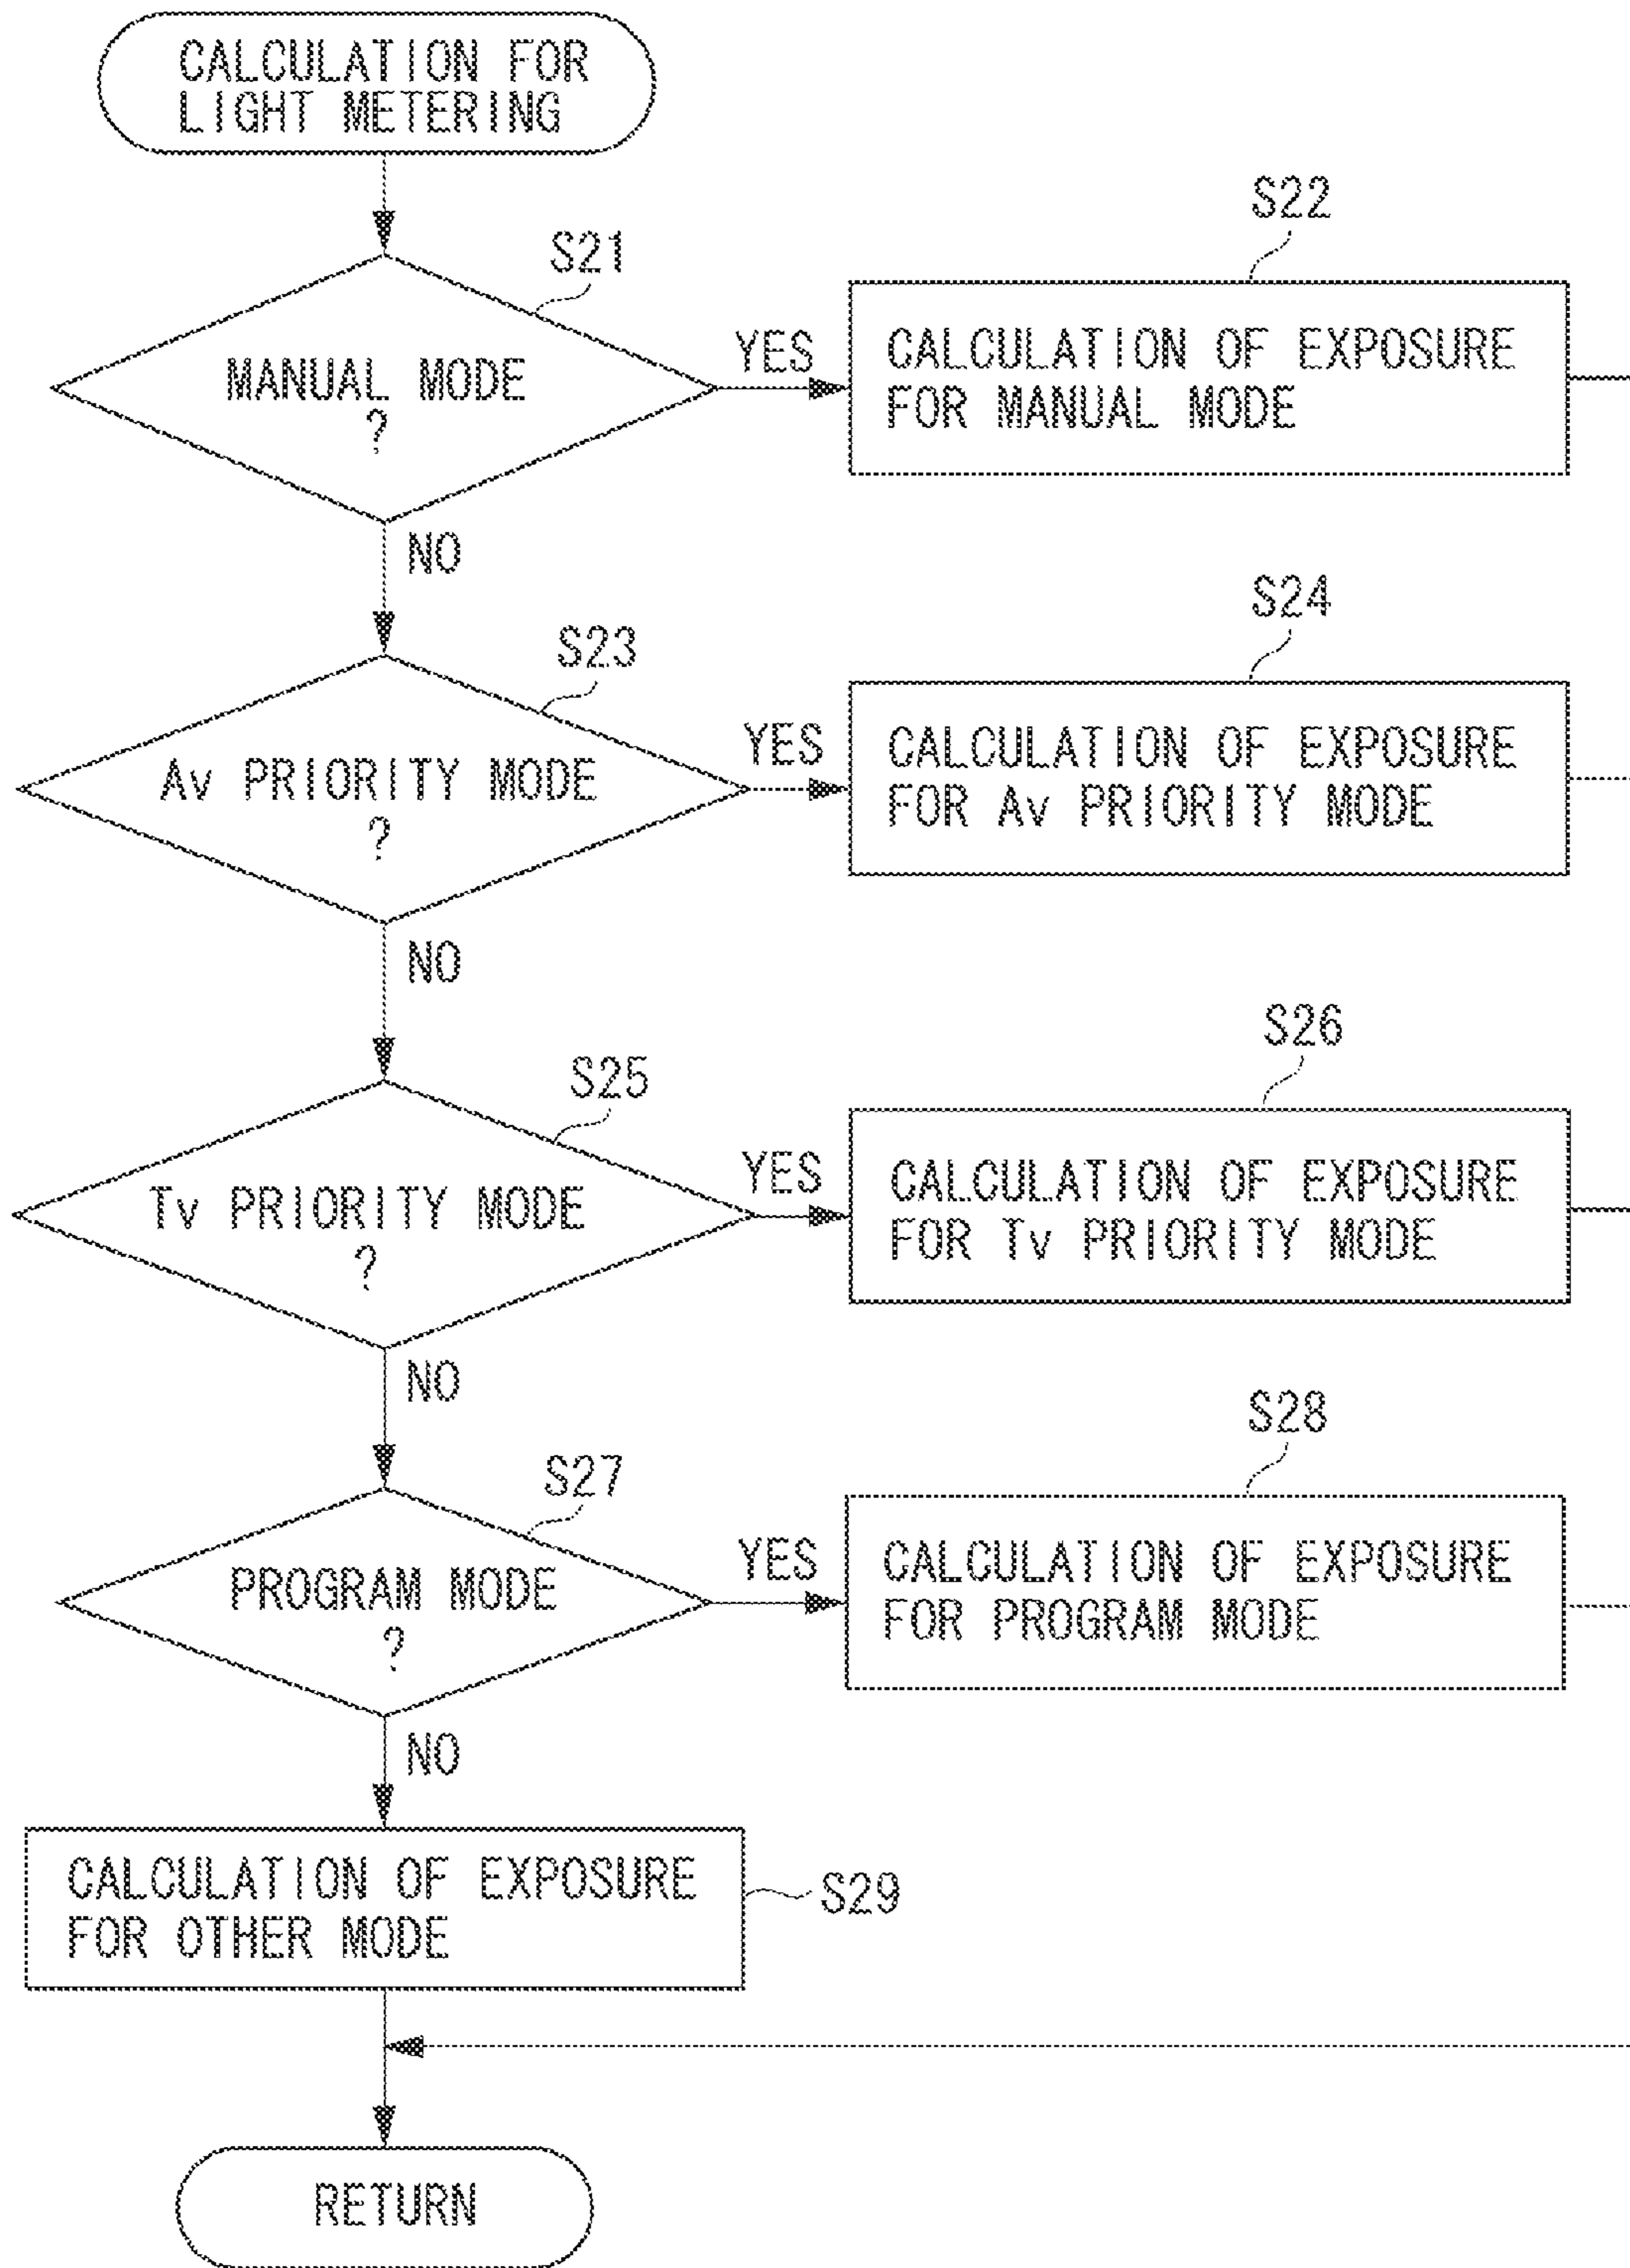 CALCULATION FOR
LIGHT METERING
S21
MANUAL MODE
?
YES
S22
CALCULATION OF EXPOSURE
FOR MANUAL MODE
NO
S23
Av PRIORITY MODE
?
YES
S24
CALCULATION OF EXPOSURE
FOR Av PRIORITY MODE
NO
S25
Tv PRIORITY MODE
?
YES
S26
CALCULATION OF EXPOSURE
FOR Tv PRIORITY MODE
NO
S27
PROGRAM MODE
?
YES
S28
CALCULATION OF EXPOSURE
FOR PROGRAM MODE
NO
CALCULATION OF EXPOSURE
FOR OTHER MODE
S29
RETURN